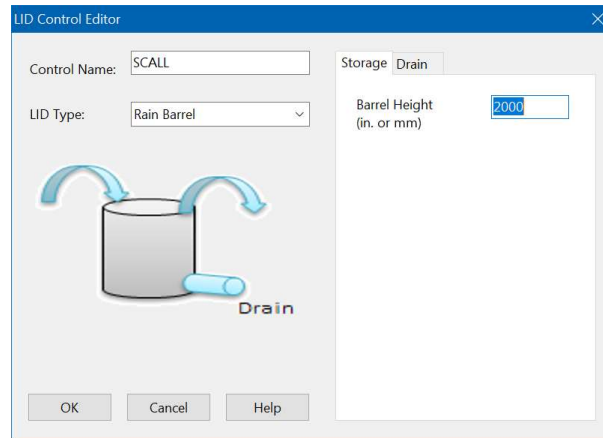 LID Control Editor
Control Name:
SCALL
LID Type:
Rain Barrel
Drain
OK
Cancel
Help
Storage
Drain
Barrel Height
(in. or mm)
2000